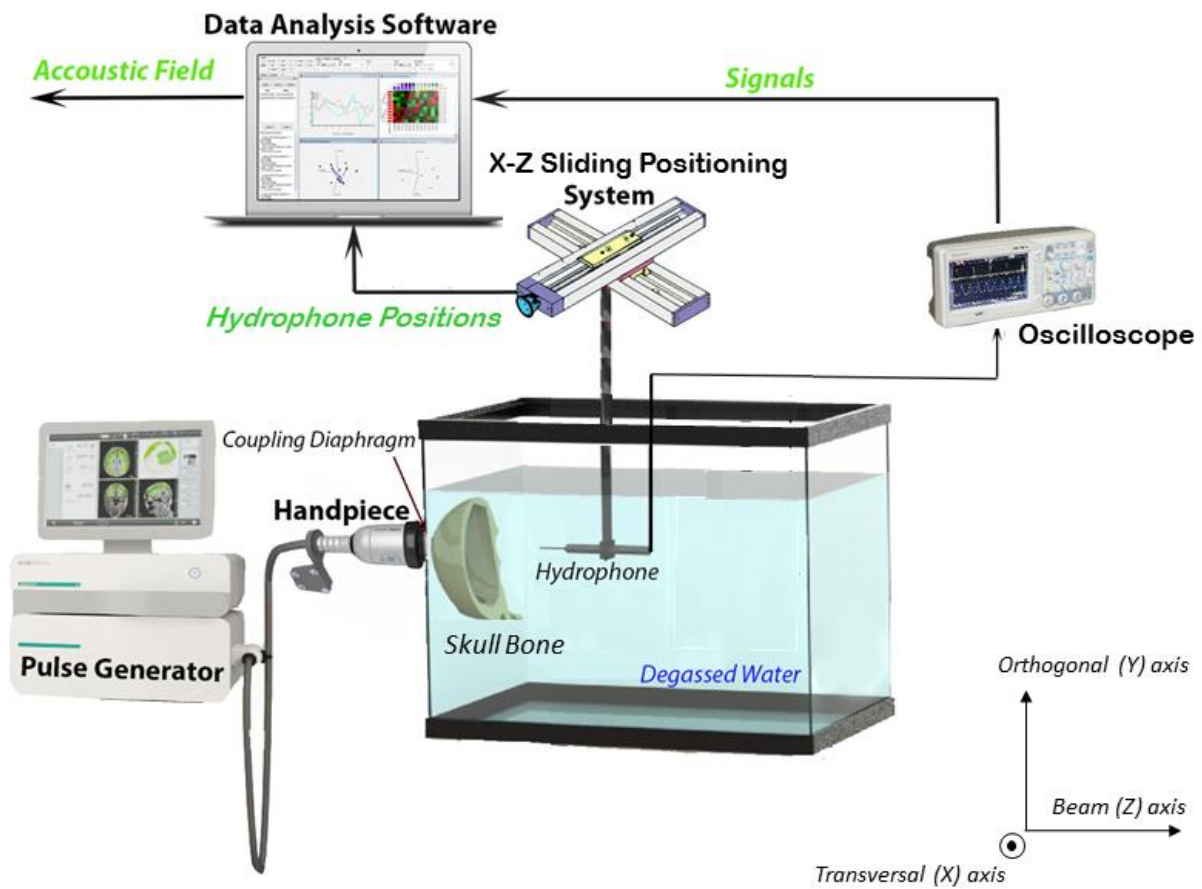 Data Analysis Software
Accoustic Field
Signals
X-Z Sliding Positioning
System
Hydrophone Positions
Oscilloscope
Coupling Diaphragm
Handpiece
Hydrophone
Skull Bone
Pulse Generator
Degassed Water
Orthogonal (Y) axis
Beam (Z) axis
Transversal (X) axis